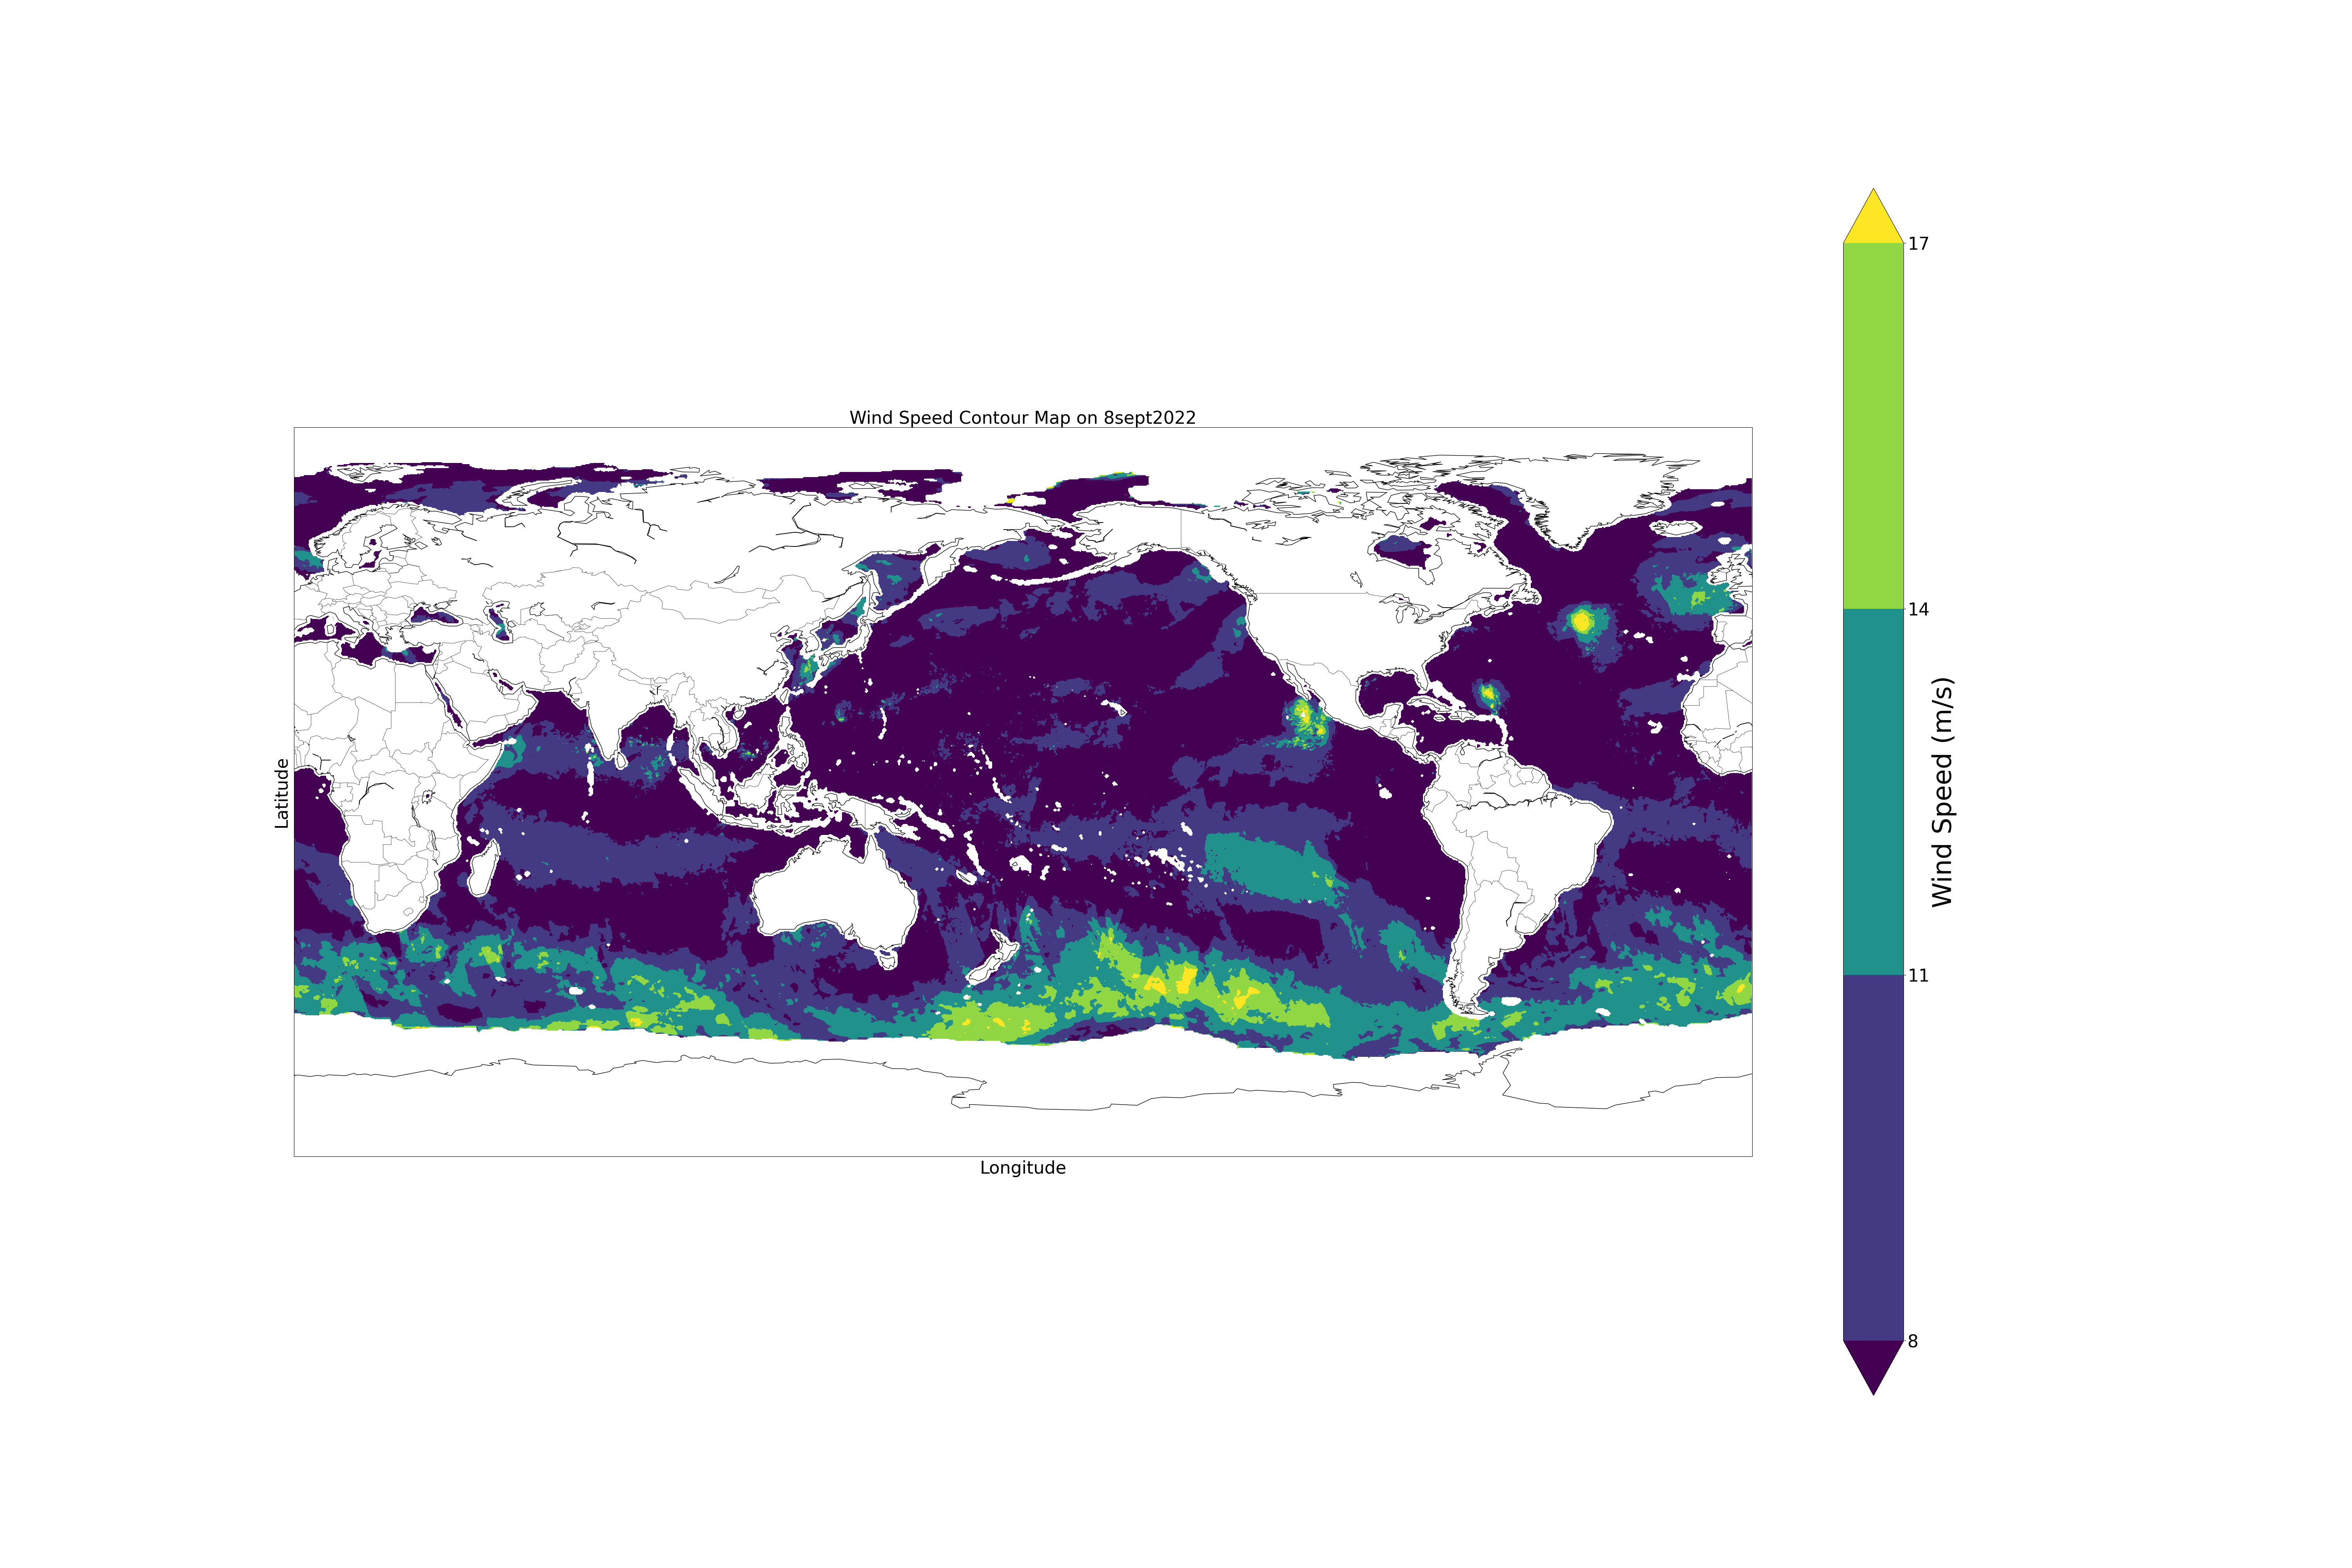 Wind Speed Contour Map on 8sept2022
Latitude
Longitude
17
14
11
8
Wind Speed (m/s)